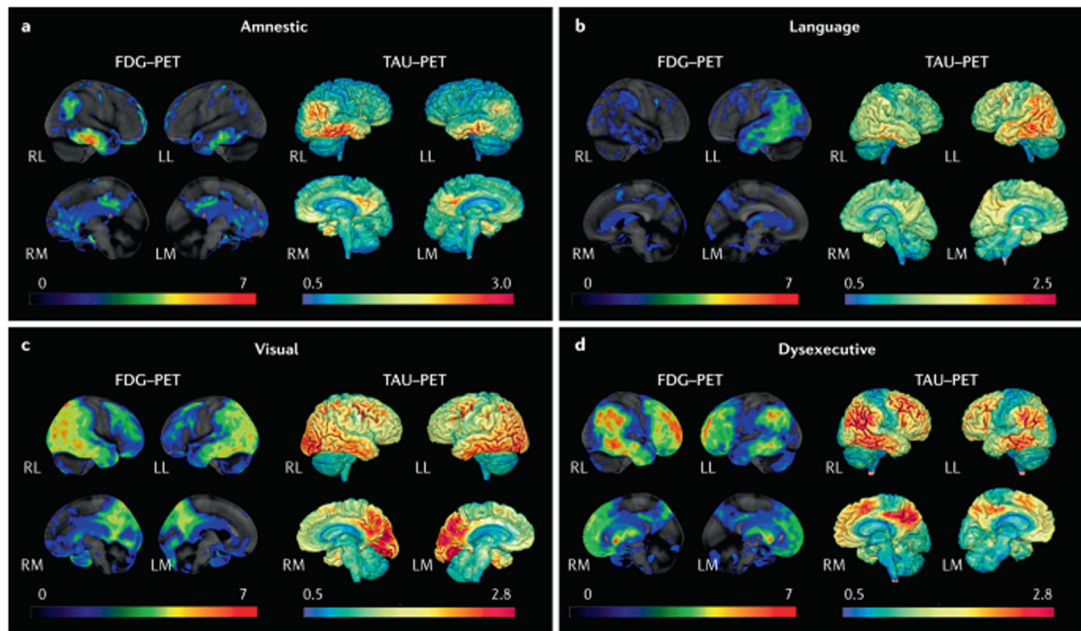 a Amnestic
FDG–PET TAU–PET
RL LL RL LL
RM LM RM LM
0 7 0.5 3.0
b Language
FDG–PET TAU–PET
RL LL RL LL
RM LM RM LM
0 7 0.5 2.5
c Visual
FDG–PET TAU–PET
RL LL RL LL
RM LM RM LM
0 7 0.5 2.8
d Dysexecutive
FDG–PET TAU–PET
RL LL RL LL
RM LM RM LM
0 7 0.5 2.8